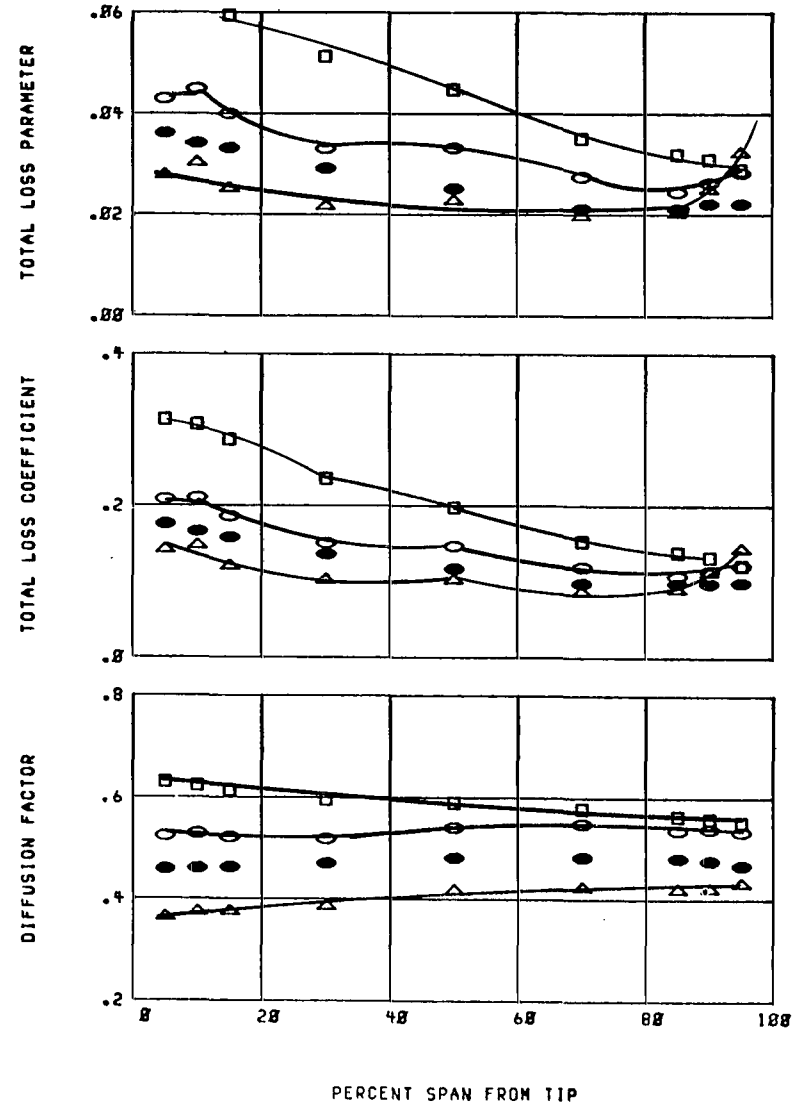 TOTAL LOSS PARAMETER
.06
.04
.02
.00
TOTAL LOSS COEFFICIENT
.4
.2
.0
DIFFUSION FACTOR
.8
.6
.4
.2
0 20 40 60 80 100
PERCENT SPAN FROM TIP